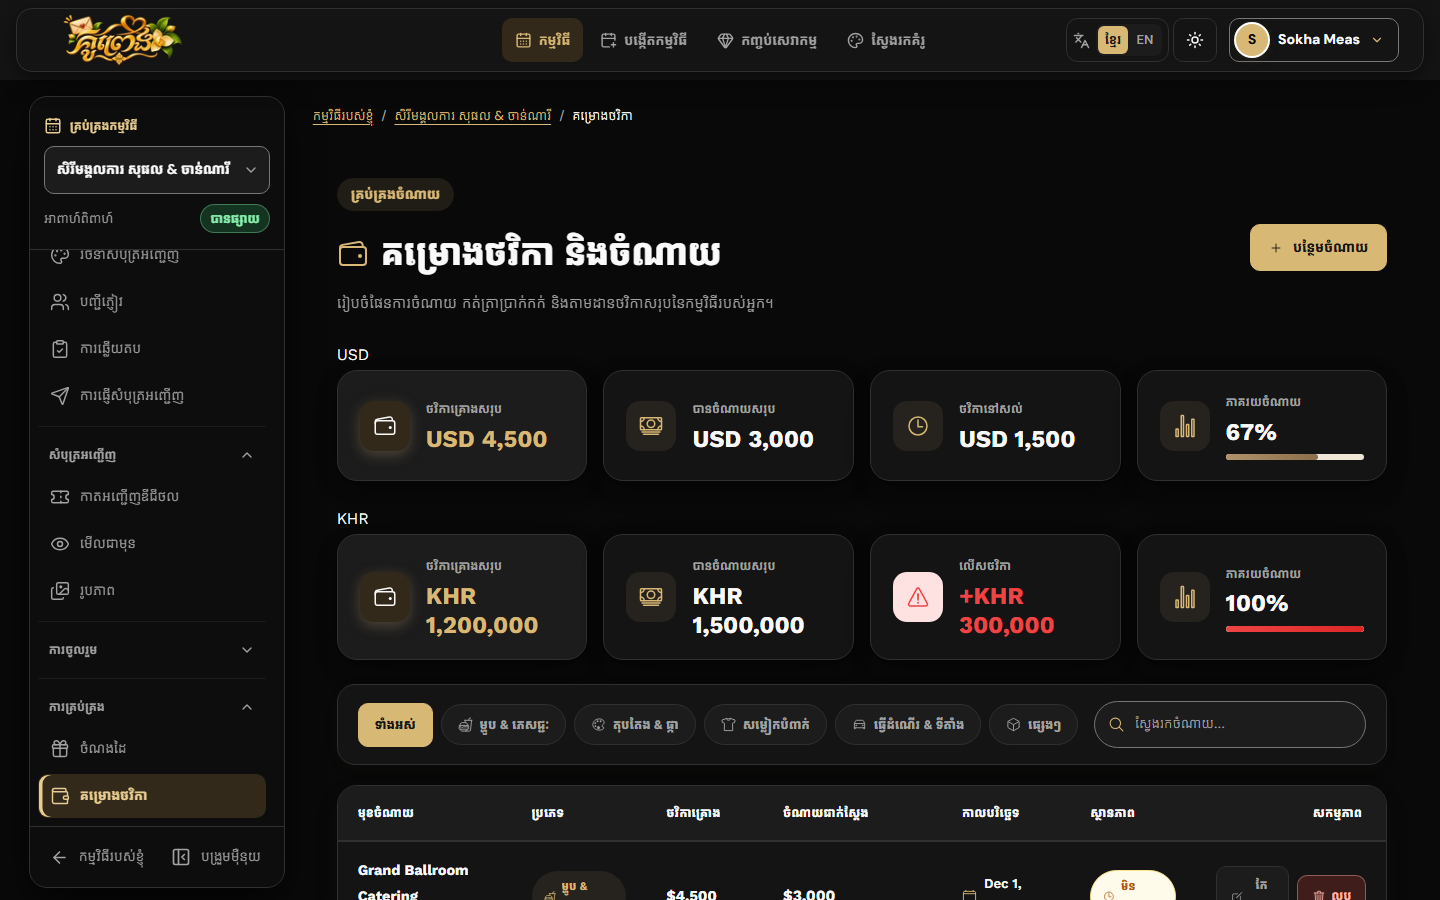 គូព្រេង
កម្មវិធី
បង្កើតកម្មវិធី
កញ្ចប់សេវាកម្ម
ស្វែងរកគំរូ
ខ្មែរ
EN
S
Sokha Meas
គ្រប់គ្រងកម្មវិធី
សិរីមង្គលការ សុផល & ចាន់ណារី
អាពាហ៍ពិពាហ៍
បានផ្សាយ
រចនាសំបុត្រអញ្ជើញ
បញ្ជីភ្ញៀវ
ការឆ្លើយតប
ការផ្ញើសំបុត្រអញ្ជើញ
សំបុត្រអញ្ជើញ
កាតអញ្ជើញឌីជីថល
មើលជាមុន
រូបភាព
ការចូលរួម
ការគ្រប់គ្រង
ចំណងដៃ
គម្រោងថវិកា
កម្មវិធីរបស់ខ្ញុំ
បង្រួមម៉ឺនុយ
កម្មវិធីរបស់ខ្ញុំ / សិរីមង្គលការ សុផល & ចាន់ណារី / គម្រោងថវិកា
គ្រប់គ្រងចំណាយ
គម្រោងថវិកា និងចំណាយ
រៀបចំផែនការចំណាយ កត់ត្រាប្រាក់កក់ និងតាមដានថវិកាសរុបនៃកម្មវិធីរបស់អ្នក។
+ បន្ថែមចំណាយ
USD
ថវិកាគ្រោងសរុប
USD 4,500
បានចំណាយសរុប
USD 3,000
ថវិកានៅសល់
USD 1,500
ភាគរយចំណាយ
67%
KHR
ថវិកាគ្រោងសរុប
KHR
1,200,000
បានចំណាយសរុប
KHR
1,500,000
លើសថវិកា
+KHR
300,000
ភាគរយចំណាយ
100%
ទាំងអស់
ម្ហូប & ភេសជ្ជៈ
តុបតែង & ផ្កា
សម្លៀកបំពាក់
ធ្វើដំណើរ & ទីតាំង
ផ្សេងៗ
ស្វែងរកចំណាយ...
មុខចំណាយ
ប្រភេទ
ថវិកាគ្រោង
ចំណាយជាក់ស្តែង
កាលបរិច្ឆេទ
ស្ថានភាព
សកម្មភាព
Grand Ballroom
Catering
ម្ហូប &
$4,500
$3,000
Dec 1,
មិន
កែ
លុប